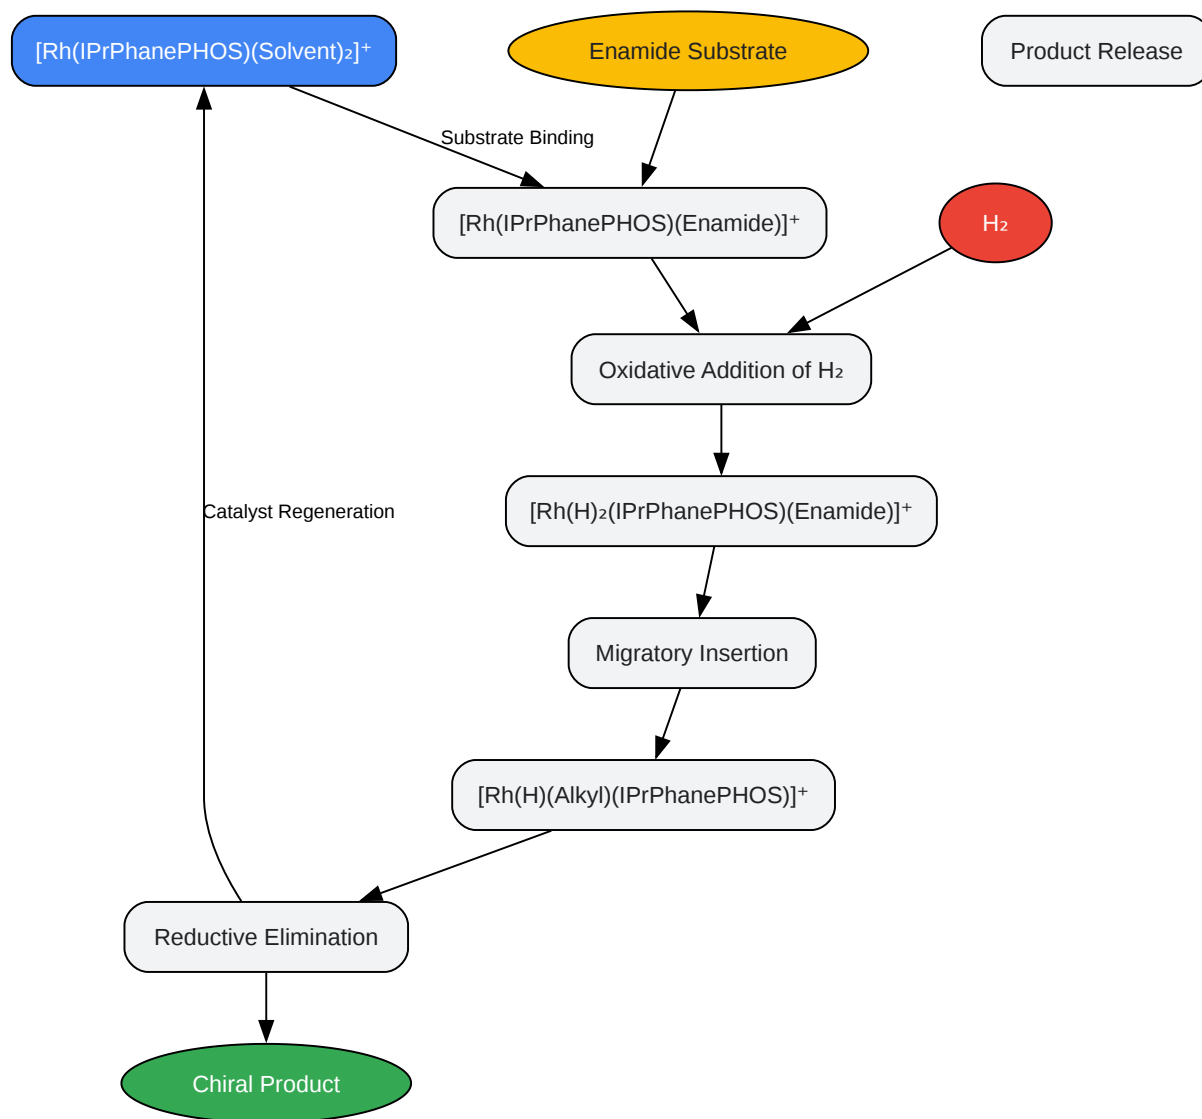 [Rh(IPrPhanePHOS)(Solvent)₂]⁺
Enamide Substrate
Product Release
Substrate Binding
[Rh(IPrPhanePHOS)(Enamide)]⁺
H₂
Oxidative Addition of H₂
[Rh(H)₂(IPrPhanePHOS)(Enamide)]⁺
Catalyst Regeneration
Migratory Insertion
[Rh(H)(Alkyl)(IPrPhanePHOS)]⁺
Reductive Elimination
Chiral Product